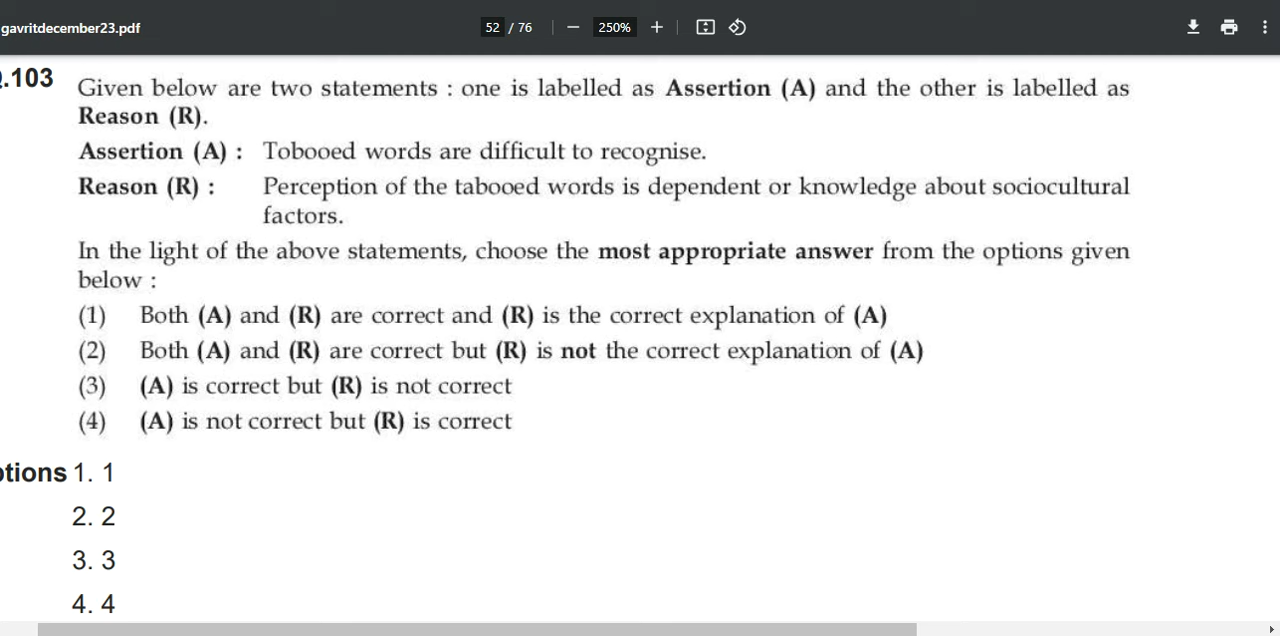 gavritdecember23.pdf 52 / 76 — 250% +
.103 Given below are two statements : one is labelled as Assertion (A) and the other is labelled as
Reason (R).
Assertion (A) : Tobooed words are difficult to recognise.
Reason (R) : Perception of the tabooed words is dependent or knowledge about sociocultural
factors.
In the light of the above statements, choose the most appropriate answer from the options given
below :
(1) Both (A) and (R) are correct and (R) is the correct explanation of (A)
(2) Both (A) and (R) are correct but (R) is not the correct explanation of (A)
(3) (A) is correct but (R) is not correct
(4) (A) is not correct but (R) is correct
tions 1. 1
2. 2
3. 3
4. 4